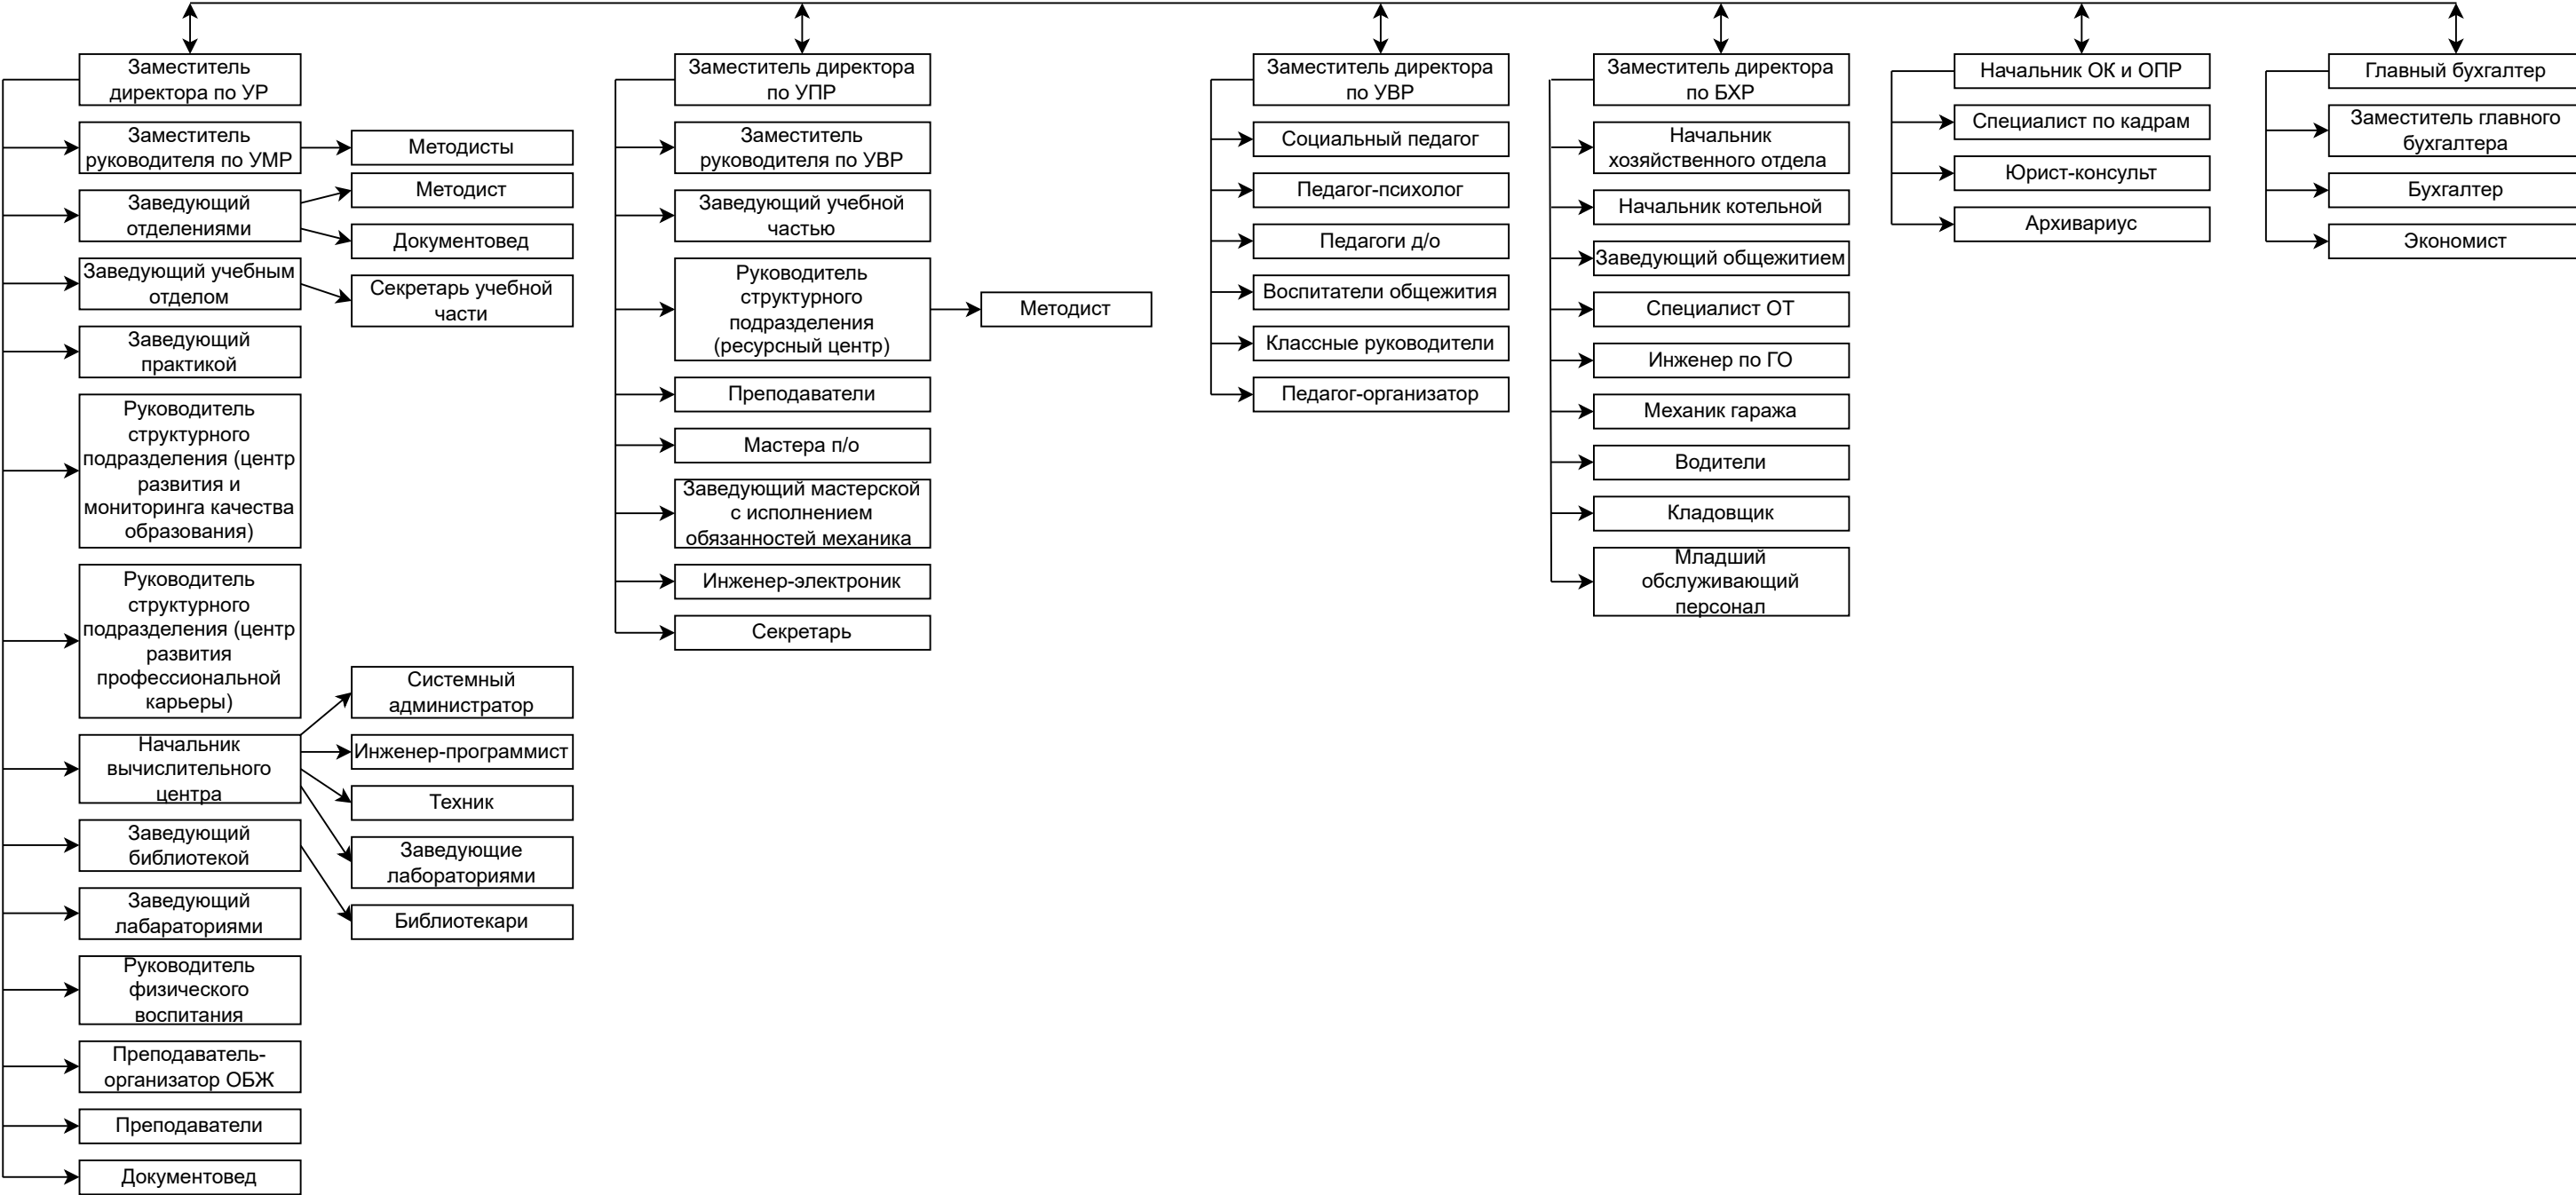 Заместитель
директора по УР
Заместитель
руководителя по УМР
Методисты
Заведующий
отделениями
Методист
Документовед
Заведующий учебным
отделом
Секретарь учебной
части
Заведующий
практикой
Руководитель
структурного
подразделения (центр
развития и
мониторинга качества
образования)
Руководитель
структурного
подразделения (центр
развития
профессиональной
карьеры)
Начальник
вычислительного
центра
Системный
администратор
Инженер-программист
Техник
Заведующие
лабораториями
Заведующий
библиотекой
Библиотекари
Заведующий
лабараториями
Руководитель
физического
воспитания
Преподаватель-
организатор ОБЖ
Преподаватели
Документовед
Заместитель директора
по УПР
Заместитель
руководителя по УВР
Заведующий учебной
частью
Руководитель
структурного
подразделения
(ресурсный центр)
Методист
Преподаватели
Мастера п/о
Заведующий мастерской
с исполнением
обязанностей механика
Инженер-электроник
Секретарь
Заместитель директора
по УВР
Социальный педагог
Педагог-психолог
Педагоги д/о
Воспитатели общежития
Классные руководители
Педагог-организатор
Заместитель директора
по БХР
Начальник
хозяйственного отдела
Начальник котельной
Заведующий общежитием
Специалист ОТ
Инженер по ГО
Механик гаража
Водители
Кладовщик
Младший
обслуживающий
персонал
Начальник ОК и ОПР
Специалист по кадрам
Юрист-консульт
Архивариус
Главный бухгалтер
Заместитель главного
бухгалтера
Бухгалтер
Экономист